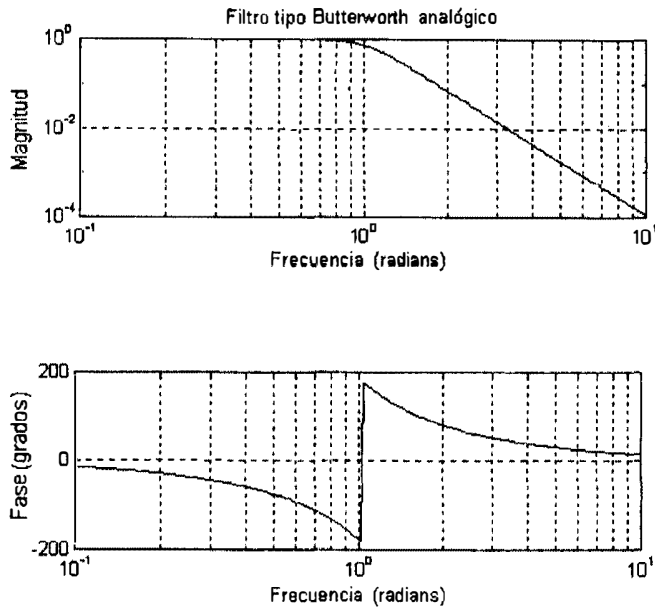 Filtro tipo Butterworth analógico
Magnitud
10^0
10^-2
10^-4
10^-1
10^0
10^1
Frecuencia (radians)
Fase (grados)
200
0
-200
10^-1
10^0
10^1
Frecuencia (radians)